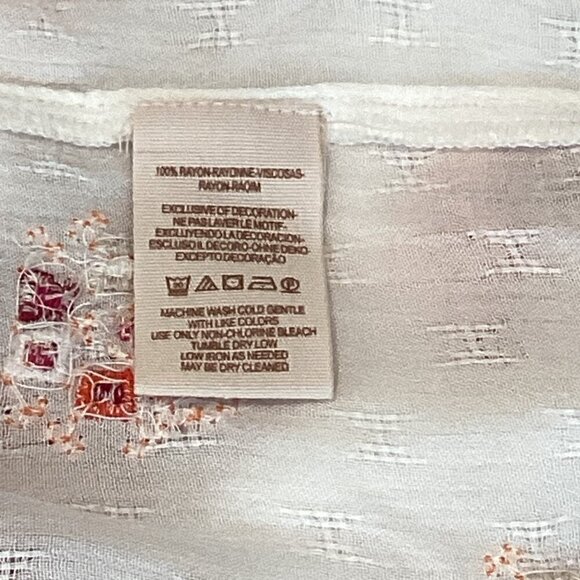 100% RAYON-RAYONNE-VISCOSAS-
RAYON-RAQIM
EXCLUSIVE OF DECORATION-
NE PAS LAVER LE MOTIF-
EXCLUYENDO LA DECORACION-
ESCLUSO IL DECORO-OHNE DEKO-
EXCEPTO DECORAÇÃO
MACHINE WASH COLD GENTLE
WITH LIKE COLORS
USE ONLY NON-CHLORINE BLEACH
TUMBLE DRY LOW
LOW IRON AS NEEDED
MAY BE DRY CLEANED